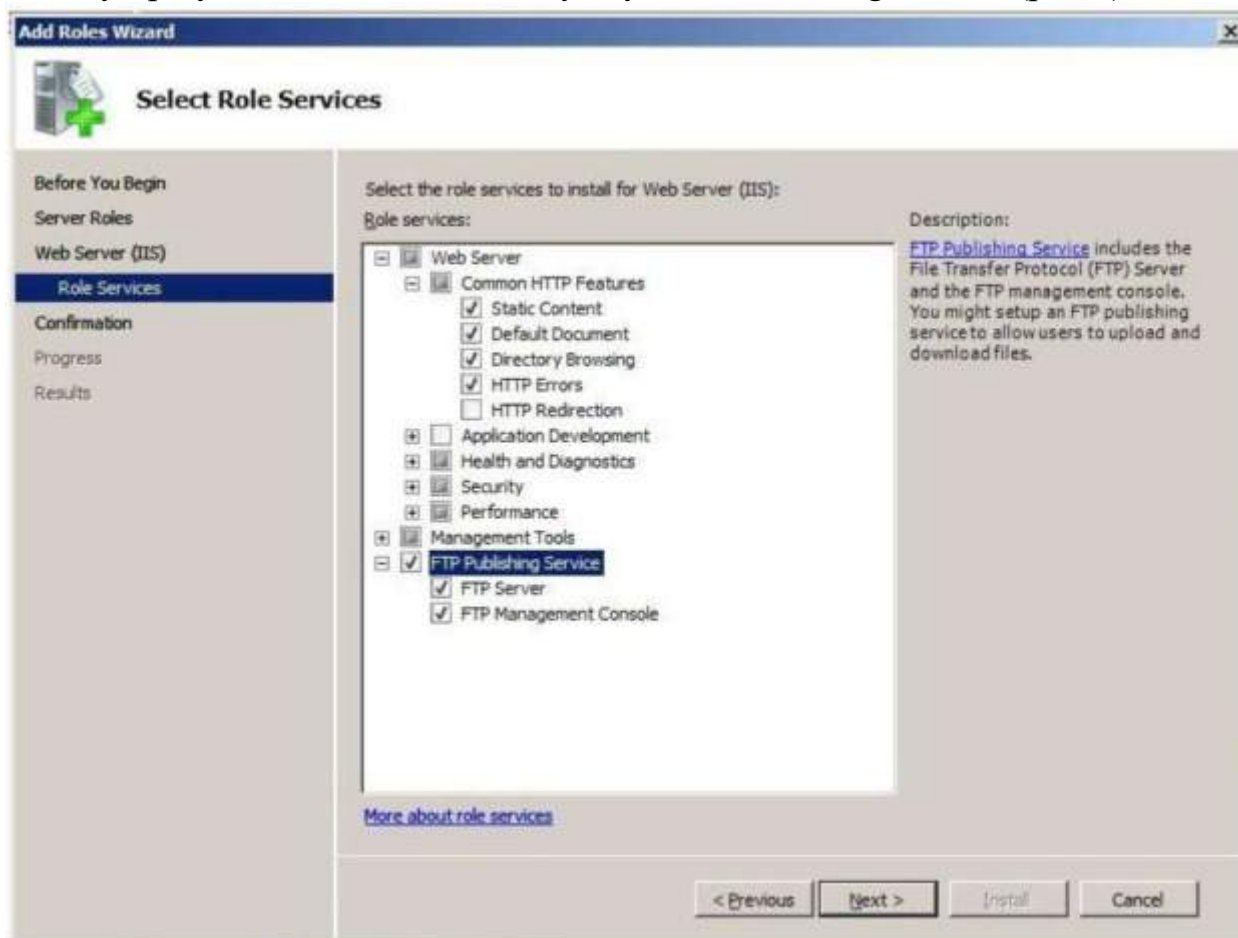 Add Roles Wizard
Select Role Services
Before You Begin
Server Roles
Web Server (IIS)
Role Services
Confirmation
Progress
Results
Select the role services to install for Web Server (IIS):
Role services:
Web Server
Common HTTP Features
Static Content
Default Document
Directory Browsing
HTTP Errors
HTTP Redirection
Application Development
Health and Diagnostics
Security
Performance
Management Tools
FTP Publishing Service
FTP Server
FTP Management Console
More about role services
Description:
FTP Publishing Service includes the
File Transfer Protocol (FTP) Server
and the FTP management console.
You might setup an FTP publishing
service to allow users to upload and
download files.
< Previous
Next >
Install
Cancel